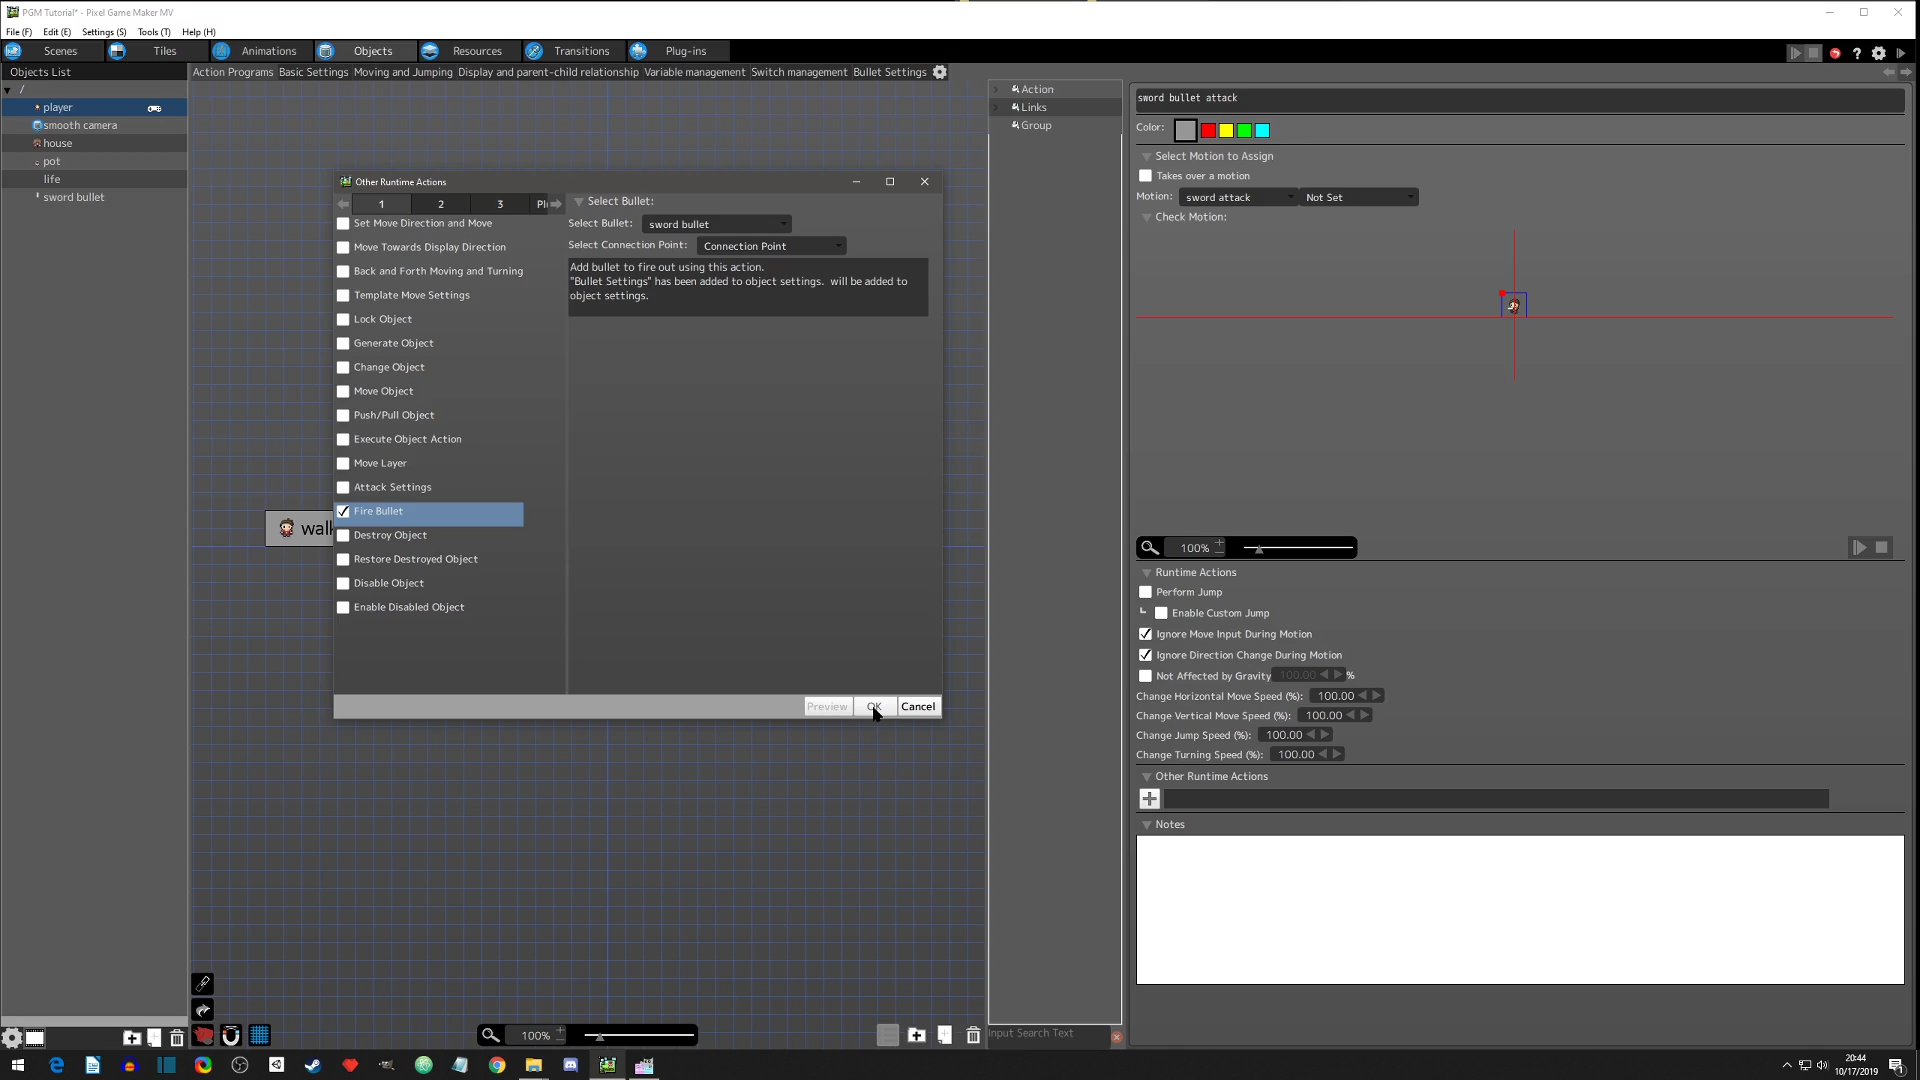 PGM Tutorial* - Pixel Game Maker MV
File (F) Edit (E) Settings (S) Tools (T) Help (H)
Scenes Tiles Animations Objects Resources Transitions Plug-ins
Objects List
Action Programs Basic Settings Moving and Jumping Display and parent-child relationship Variable management Switch management Bullet Settings
/
player
smooth camera
house
pot
life
sword bullet
walk
Other Runtime Actions
1 2 3
Set Move Direction and Move
Move Towards Display Direction
Back and Forth Moving and Turning
Template Move Settings
Lock Object
Generate Object
Change Object
Move Object
Push/Pull Object
Execute Object Action
Move Layer
Attack Settings
Fire Bullet
Destroy Object
Restore Destroyed Object
Disable Object
Enable Disabled Object
Select Bullet:
Select Bullet: sword bullet
Select Connection Point: Connection Point
Add bullet to fire out using this action.
"Bullet Settings" has been added to object settings. will be added to
object settings.
Preview OK Cancel
100%
Action
Links
Group
Input Search Text
sword bullet attack
Color:
Select Motion to Assign
Takes over a motion
Motion: sword attack Not Set
Check Motion:
100%
Runtime Actions
Perform Jump
Enable Custom Jump
Ignore Move Input During Motion
Ignore Direction Change During Motion
Not Affected by Gravity 100.00 %
Change Horizontal Move Speed (%): 100.00
Change Vertical Move Speed (%): 100.00
Change Jump Speed (%): 100.00
Change Turning Speed (%): 100.00
Other Runtime Actions
Notes
20:44
10/17/2019